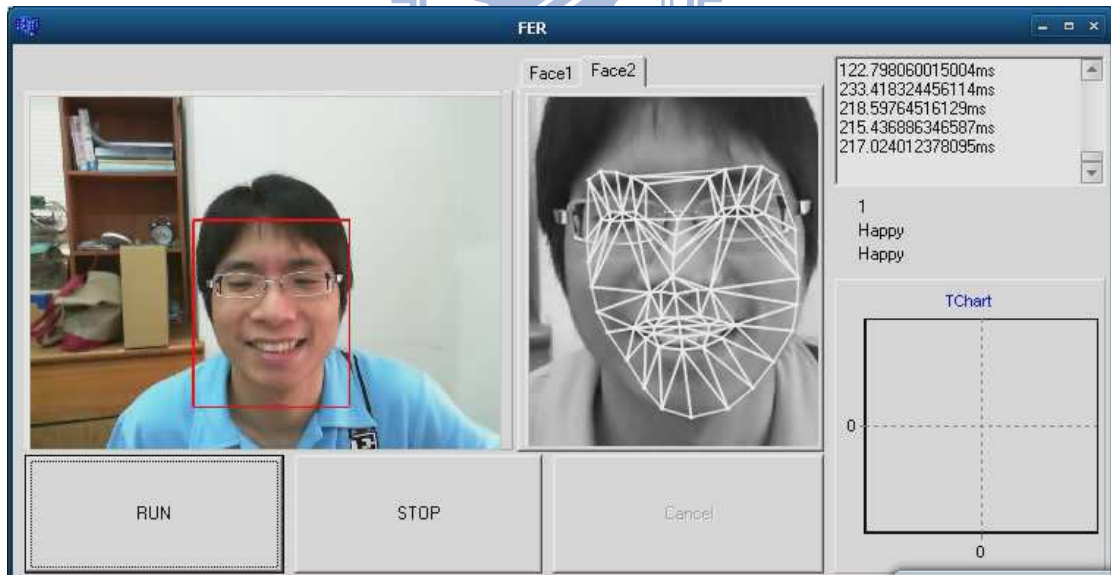 FER
Face1 Face2
122.798060015004ms
233.418324456114ms
218.59764516129ms
215.436886346587ms
217.024012378095ms
1
Happy
Happy
TChart
0
0
RUN
STOP
Cancel